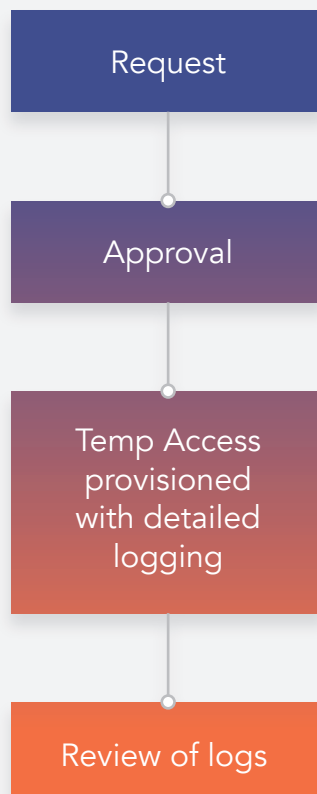 Request
Approval
Temp Access
provisioned
with detailed
logging
Review of logs